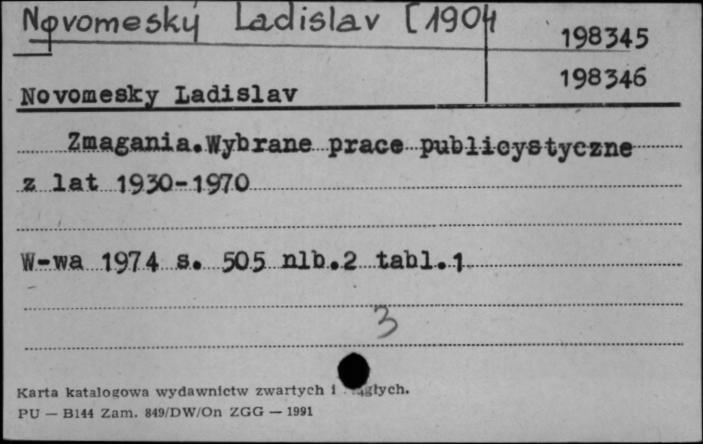 Novomeský Ladislav [1904
198345
198346
Novomesky Ladislav
Zmagania.Wybrane prace publicystyczne
z lat 1930-1970
W-wa 1974 s. 505 nlb.2 tabl.1
3
Karta katalogowa wydawnictw zwartych i
PU — B144 Zam. 849/DW/On ZGG — 1991